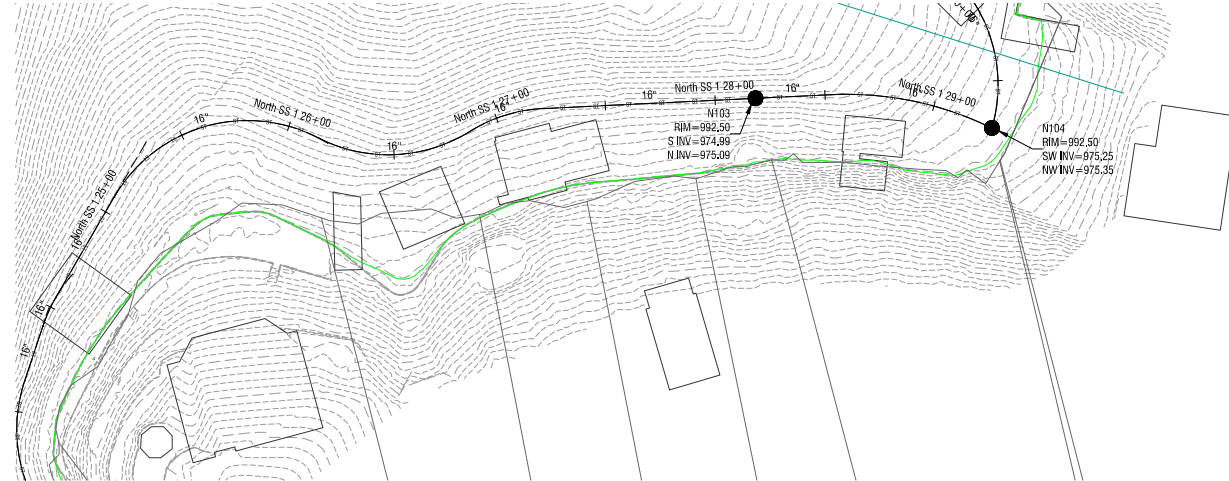 16"
North SS 1 28+00
16"
16"
North SS 1 29+00
16"
North SS 1 27+00
16"
North SS 1 26+00
16"
16"
N103
RIM=992.50
S INV=974.99
N INV=975.09
N104
RIM=992.50
SW INV=975.25
NW INV=975.35
North SS 1 25+00
16"
16"
16"